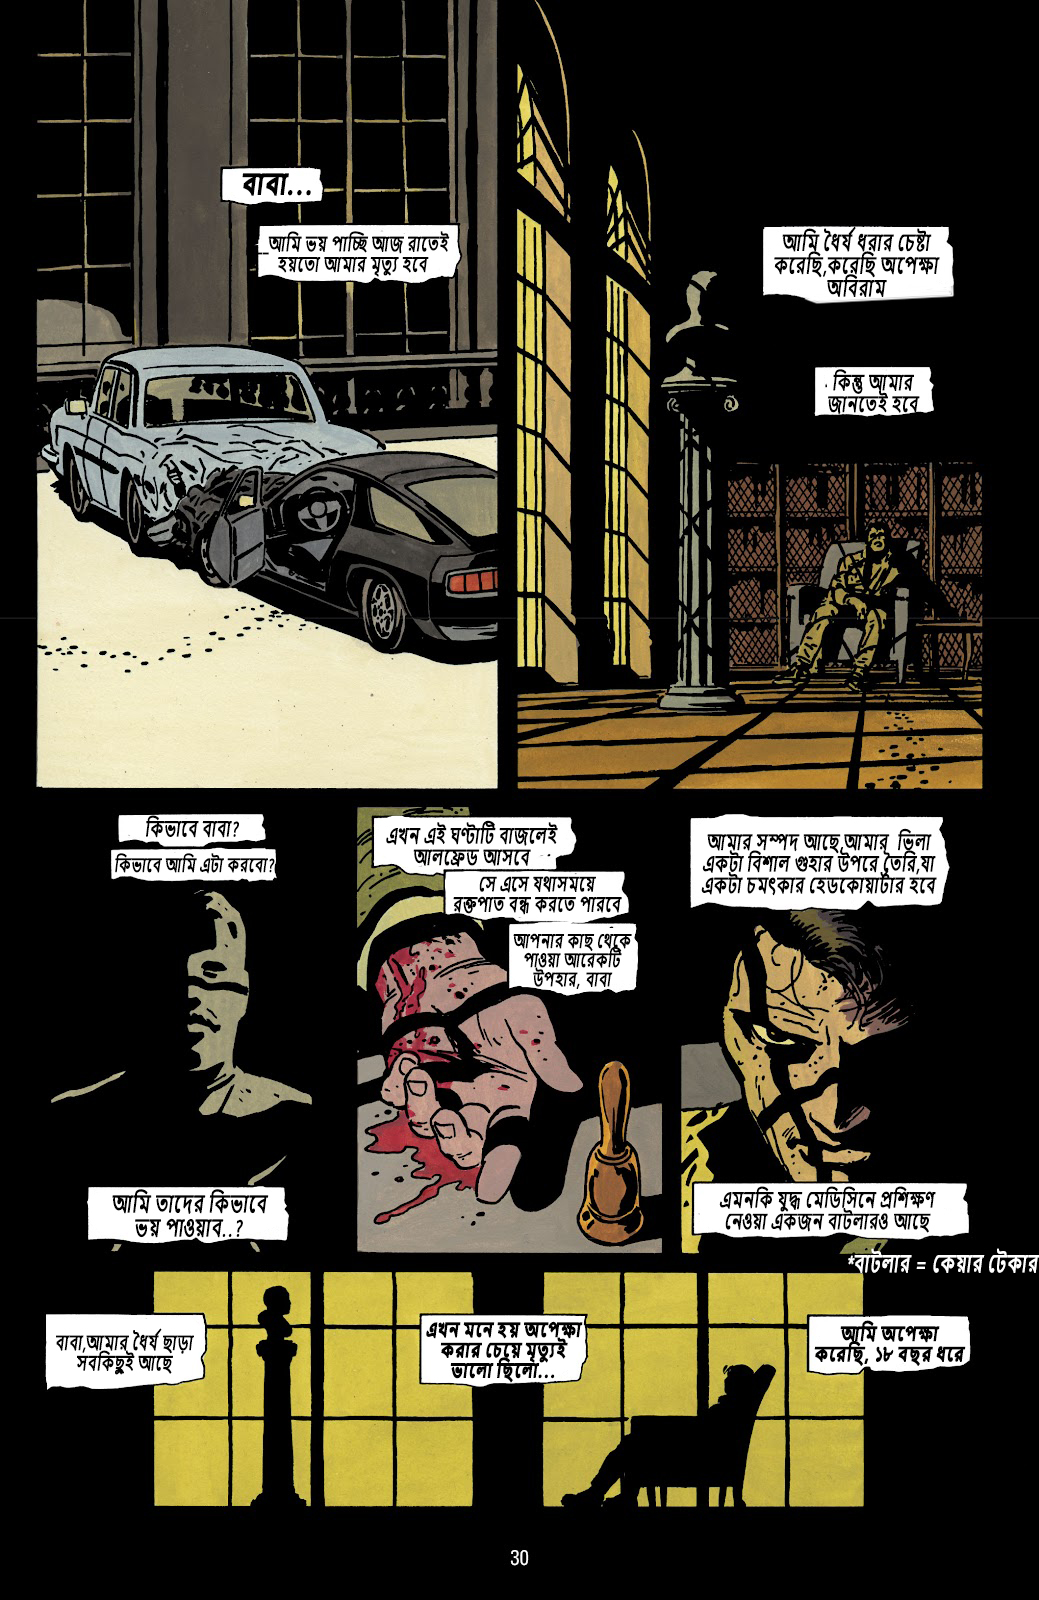 বাবা...
আমি ভয় পাচ্ছি আজ রাতেই
হয়তো আমার মৃত্যু হবে
আমি ধৈর্য ধরার চেষ্টা
করেছি,করেছি অপেক্ষা
অবিরাম
কিন্তু আমার
জানতেই হবে
কিভাবে বাবা?
কিভাবে আমি এটা করবো?
আমি তাদের কিভাবে
ভয় পাওয়াব..?
এখন এই ঘণ্টাটি বাজলেই
আলফ্রেড আসবে
সে এসে যথাসময়ে
রক্তপাত বন্ধ করতে পারবে
আপনার কাছ থেকে
পাওয়া আরেকটি
উপহার, বাবা
আমার সম্পদ আছে,আমার ভিলা
একটা বিশাল গুহার উপরে তৈরি,যা
একটা চমৎকার হেডকোয়ার্টার হবে
এমনকি যুদ্ধ মেডিসিনে প্রশিক্ষণ
নেওয়া একজন বাটলারও আছে
*বাটলার = কেয়ার টেকার
বাবা,আমার ধৈর্য ছাড়া
সবকিছুই আছে
এখন মনে হয় অপেক্ষা
করার চেয়ে মৃত্যুই
ভালো ছিলো...
আমি অপেক্ষা
করেছি, ১৮ বছর ধরে
30